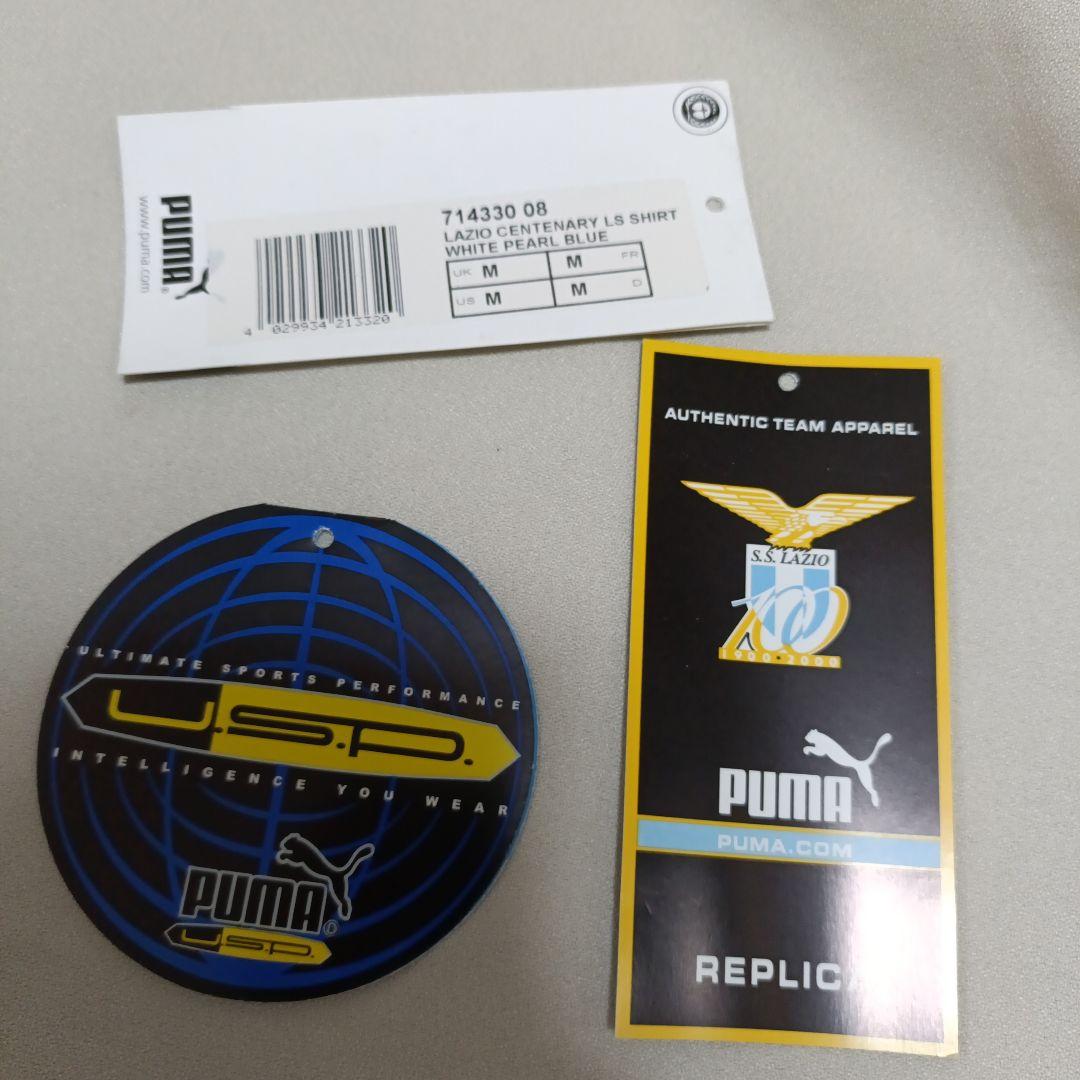 PUMA®
www.puma.com
714330 08
LAZIO CENTENARY LS SHIRT
WHITE PEARL BLUE
UK M M FR
US M M D
4 029934 213320
AUTHENTIC TEAM APPAREL
S.S. LAZIO
100
1900·2000
PUMA
PUMA.COM
REPLICA
ULTIMATE SPORTS PERFORMANCE
U.S.P.
INTELLIGENCE YOU WEAR
PUMA®
U.S.P.